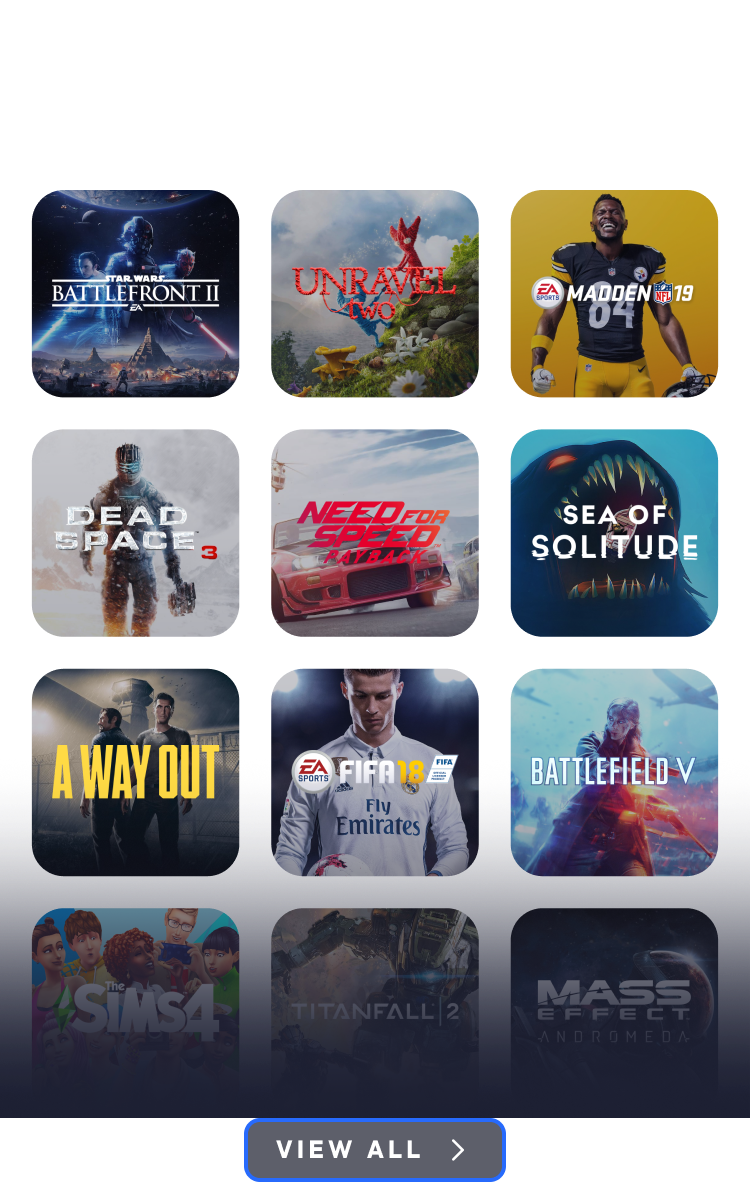 STAR WARS
BATTLEFRONT II
EA
UNRAVEL
TWO
EA
SPORTS
MADDEN NFL 19
84
DEAD
SPACE 3
NEED FOR
SPEED
PAYBACK
SEA OF
SOLITUDE
A WAY OUT
EA
SPORTS
FIFA 18
FIFA
adidas
Fly
Emirates
BATTLEFIELD V
The
SIMS 4
TITANFALL|2
MASS
EFFECT
ANDROMEDA
VIEW ALL